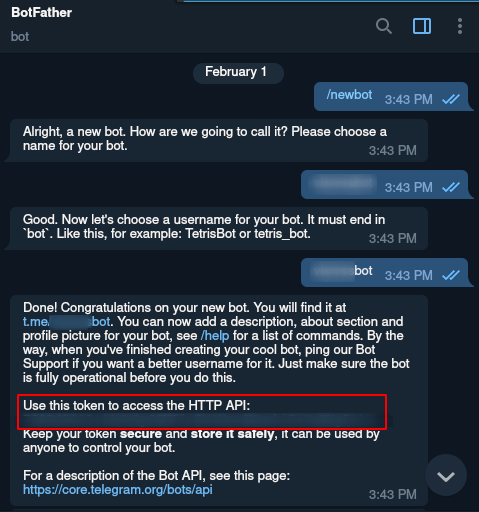 BotFather
bot
February 1
/newbot 3:43 PM
Alright, a new bot. How are we going to call it? Please choose a
name for your bot.
3:43 PM
3:43 PM
Good. Now let's choose a username for your bot. It must end in
`bot`. Like this, for example: TetrisBot or tetris_bot.
3:43 PM
bot 3:43 PM
Done! Congratulations on your new bot. You will find it at
t.me/ bot. You can now add a description, about section and
profile picture for your bot, see /help for a list of commands. By the
way, when you've finished creating your cool bot, ping our Bot
Support if you want a better username for it. Just make sure the bot
is fully operational before you do this.
Use this token to access the HTTP API:
Keep your token secure and store it safely, it can be used by
anyone to control your bot.
For a description of the Bot API, see this page:
https://core.telegram.org/bots/api
3:43 PM